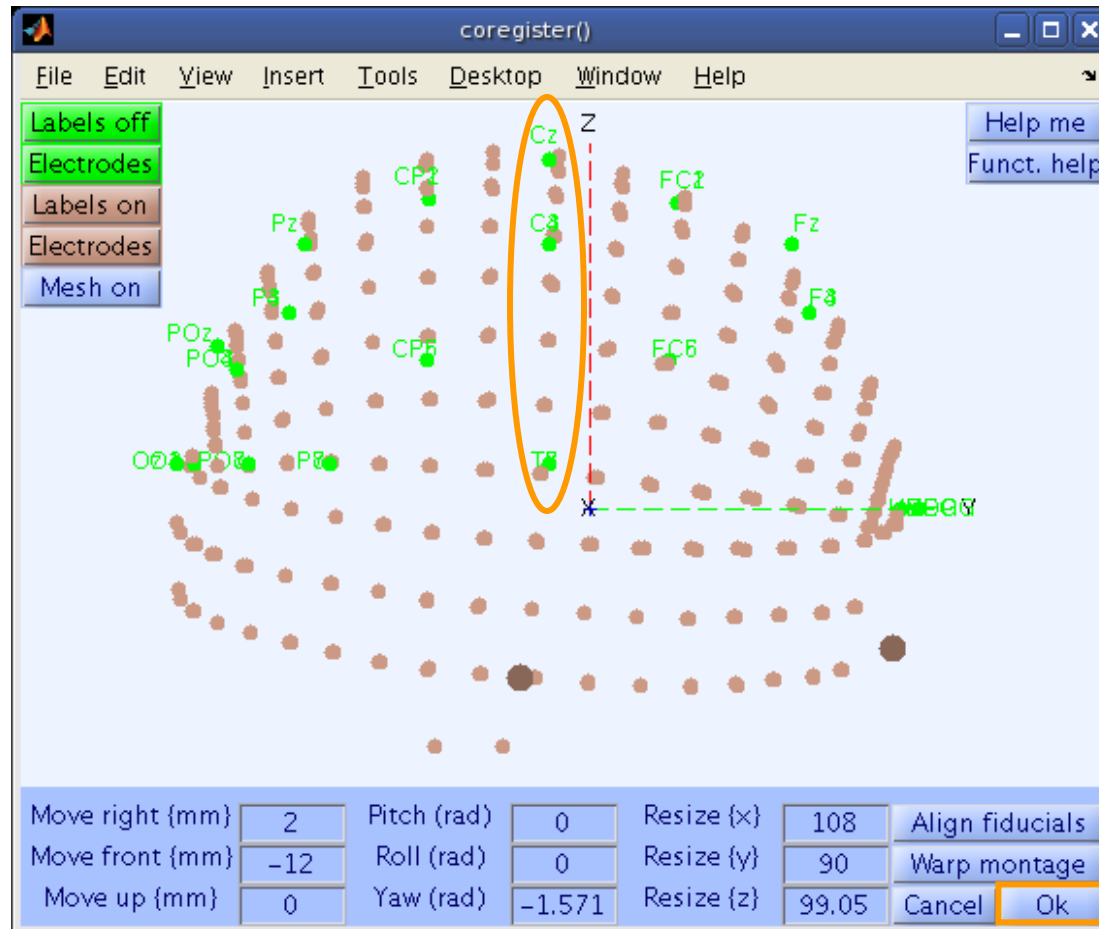 coregister()
File Edit View Insert Tools Desktop Window Help
Labels off
Electrodes
Labels on
Electrodes
Mesh on
Help me
Funct. help
Z
Cz
Pz
Fz
POz
X
Y
Move right {mm} 2 Pitch (rad) 0 Resize {x} 108 Align fiducials
Move front {mm} -12 Roll (rad) 0 Resize {y} 90 Warp montage
Move up {mm} 0 Yaw (rad) -1.571 Resize {z} 99.05 Cancel Ok